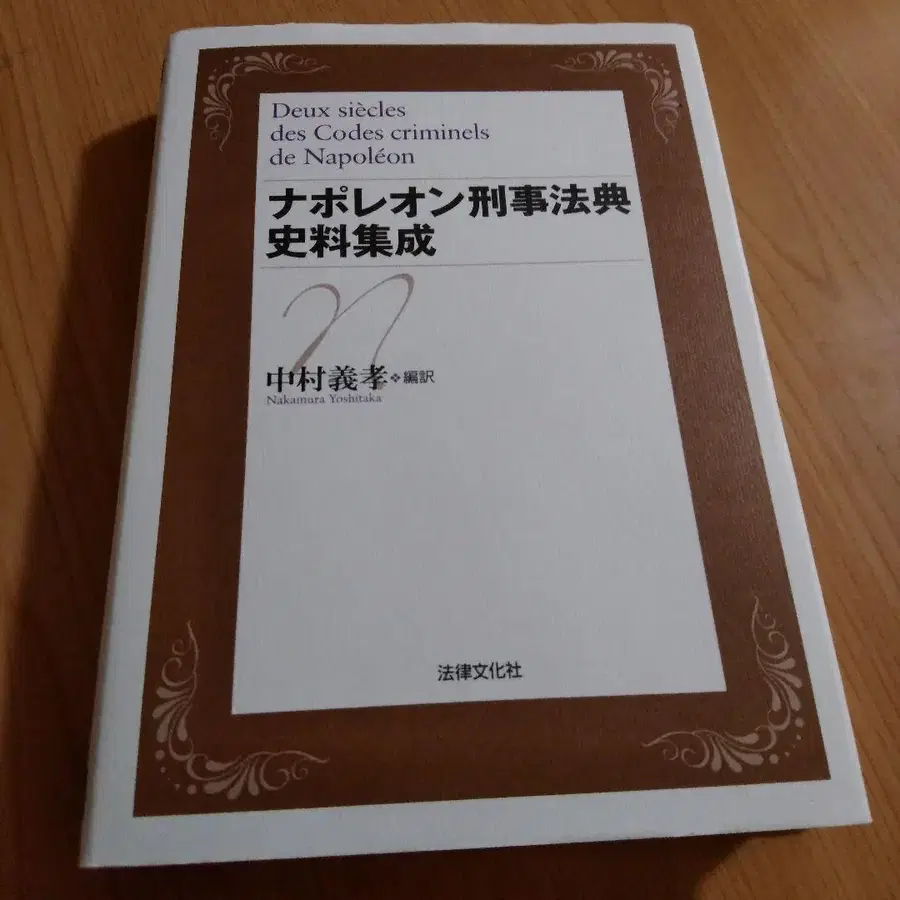 Deux siècles
des Codes criminels
de Napoléon
ナポレオン刑事法典
史料集成
n
中村義孝❖編訳
Nakamura Yoshitaka
法律文化社